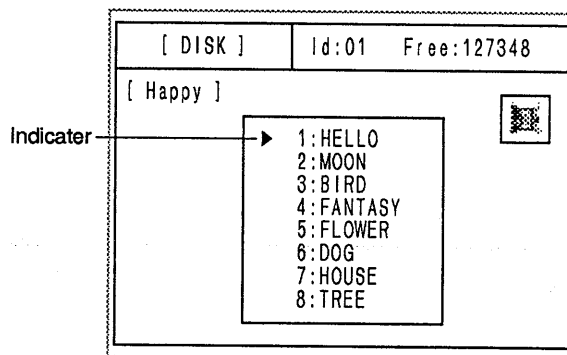 [ DISK ] Id:01 Free:127348
[ Happy ]
Indicater
1:HELLO
2:MOON
3:BIRD
4:FANTASY
5:FLOWER
6:DOG
7:HOUSE
8:TREE